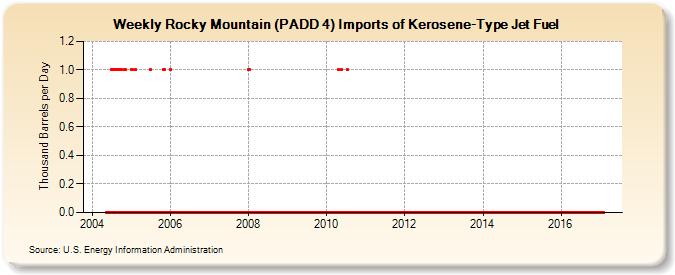 Weekly Rocky Mountain (PADD 4) Imports of Kerosene-Type Jet Fuel
Thousand Barrels per Day
1.2
1.0
0.8
0.6
0.4
0.2
0.0
2004 2006 2008 2010 2012 2014 2016
Source: U.S. Energy Information Administration